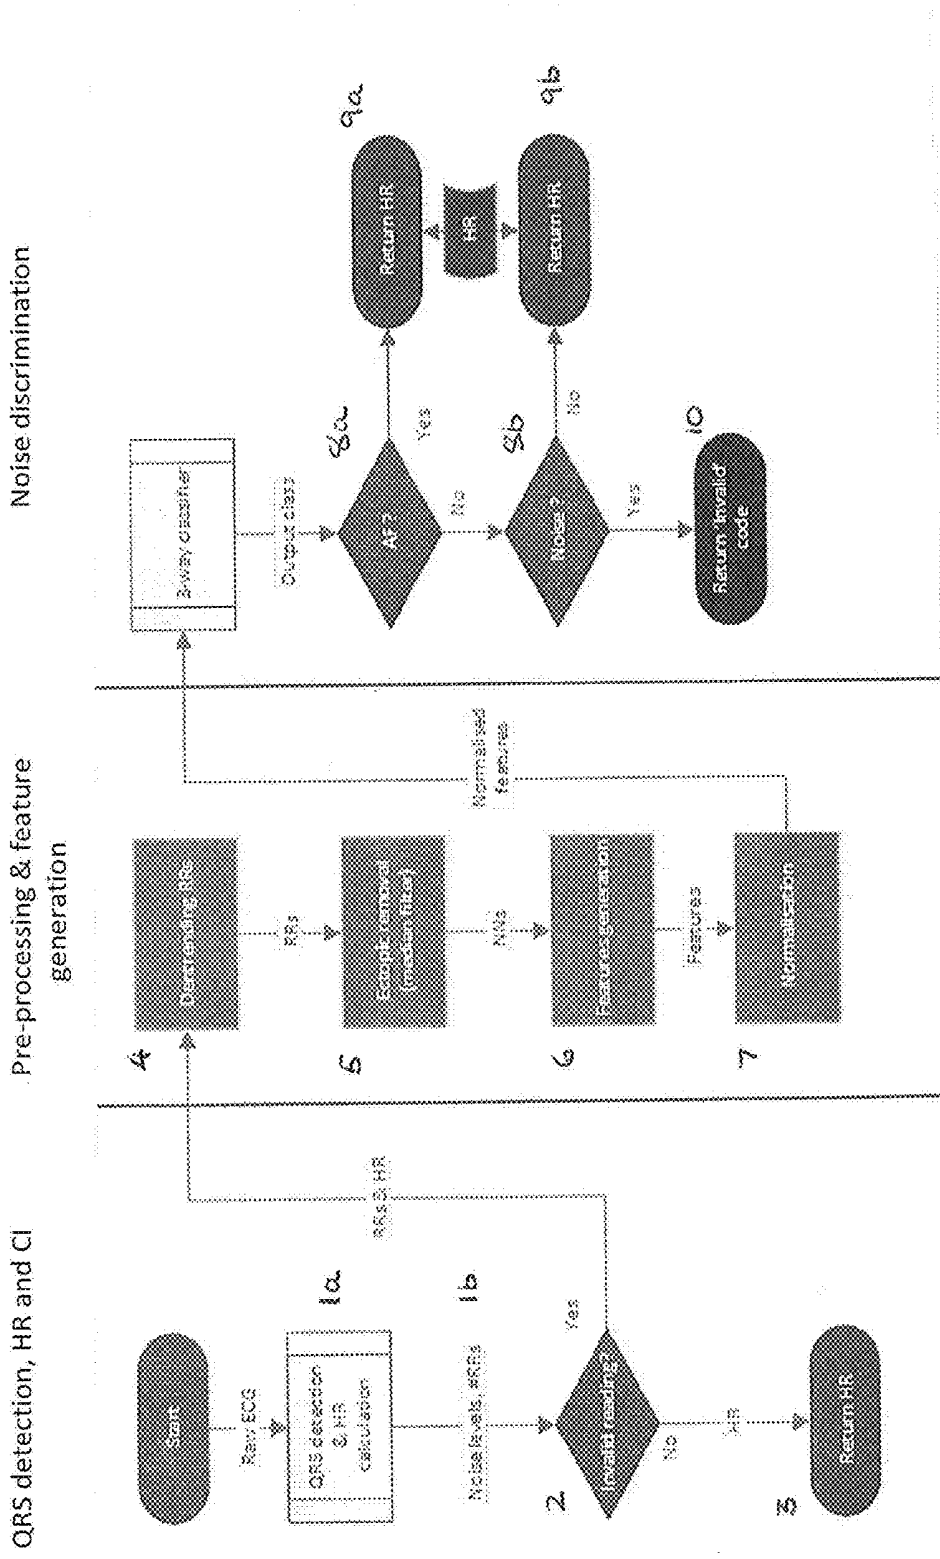 QRS detection, HR and CI
Start
Raw ECG
QRS detection
& HR
calculation
1a
Noise levels, #RRs
1b
2
Invalid reading?
Yes
No
HR
3
Return HR
RRs & HR
Pre-processing & feature
generation
4
RRs
5
Ectopic removal
(median filter)
NNs
6
Feature generation
Features
7
Normalisation
Normalised
features
Noise discrimination
3-way classifier
Output class
8a
AF?
Yes
No
9a
Return HR
HR
8b
Noise?
No
Yes
9b
Return HR
10
Return 'Invalid'
code